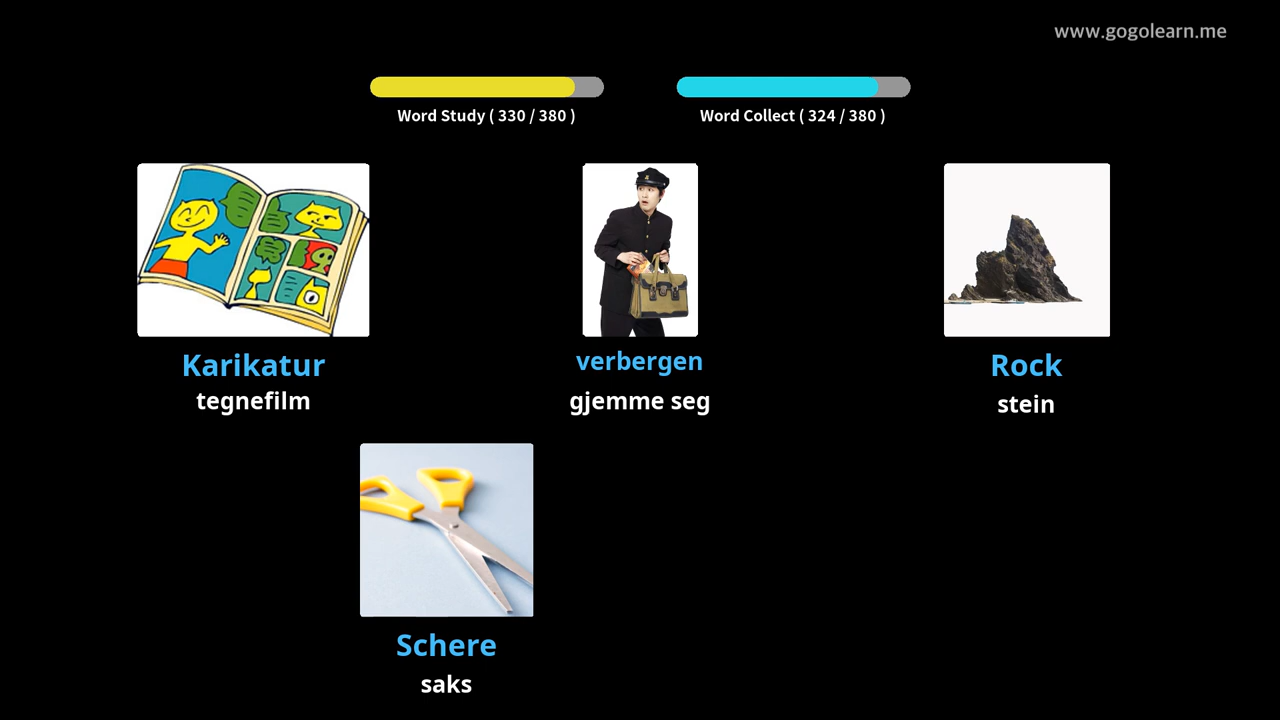 www.gogolearn.me
Word Study ( 330 / 380 )
Word Collect ( 324 / 380 )
Karikatur
tegnefilm
verbergen
gjemme seg
Rock
stein
Schere
saks